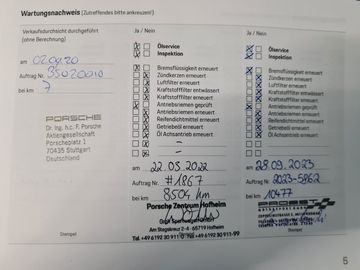 Wartungsnachweis (Zutreffendes bitte ankreuzen!)
Verkaufsdurchsicht durchgeführt
(ohne Berechnung)
am 02.09.20
Auftrag Nr. 35020010
bei km 7
PORSCHE
Dr. Ing. h.c. F. Porsche
Aktiengesellschaft
Porscheplatz 1
70435 Stuttgart
Deutschland
Stempel
Ja / Nein
Ölservice
Inspektion
Bremsflüssigkeit erneuert
Zündkerzen erneuert
Luftfilter erneuert
Kraftstofffilter entwässert
Kraftstofffilter erneuert
Antriebsriemen geprüft
Antriebsriemen erneuert
Reifendichtmittel erneuert
Getriebeöl erneuert
Öl Achsantrieb erneuert
am 22.03.2022
Auftrag Nr. #1867
bei km 8504 km
Porsche Zentrum Hofheim
Am Stegskreuz 2-4 - 65719 Hofheim
Stempel
Ja / Nein
Ölservice
Inspektion
Bremsflüssigkeit erneuert
Zündkerzen erneuert
Luftfilter erneuert
Kraftstofffilter entwässert
Kraftstofffilter erneuert
Antriebsriemen geprüft
Antriebsriemen erneuert
Reifendichtmittel erneuert
Getriebeöl erneuert
Öl Achsantrieb erneuert
am 28.09.2023
Auftrag Nr. 2023-5862
bei km 10477
Stempel
5